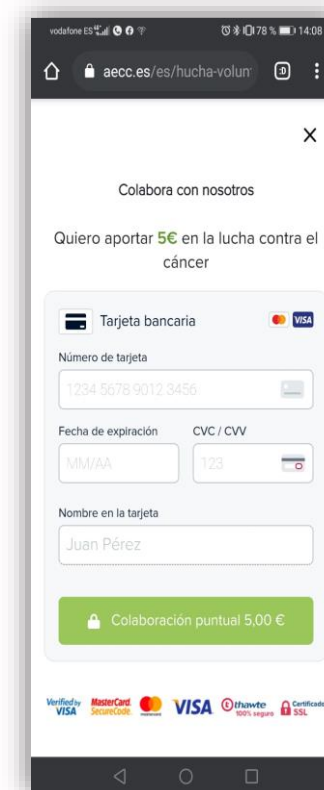 vodafone ES 78 % 14:08
aecc.es/es/hucha-volun
:D
×
Colabora con nosotros
Quiero aportar 5€ en la lucha contra el
cáncer
Tarjeta bancaria VISA
Número de tarjeta
1234 5678 9012 3456
Fecha de expiración CVC / CVV
MM/AA 123
Nombre en la tarjeta
Juan Pérez
Colaboración puntual 5,00 €
Verified by VISA MasterCard SecureCode mastercard VISA thawte 100% seguro Certificado SSL